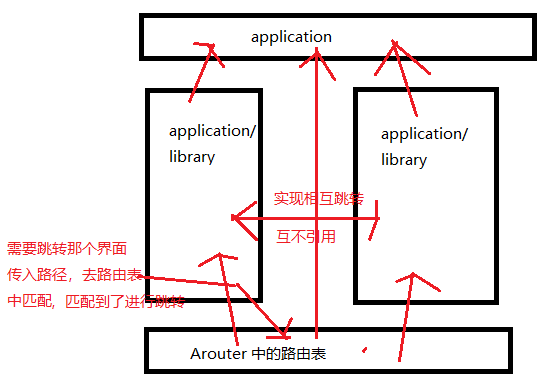 application
application/
library
application/
library
实现相互跳转
互不引用
需要跳转那个界面
传入路径，去路由表
中匹配，匹配到了进行跳转
Arouter 中的路由表